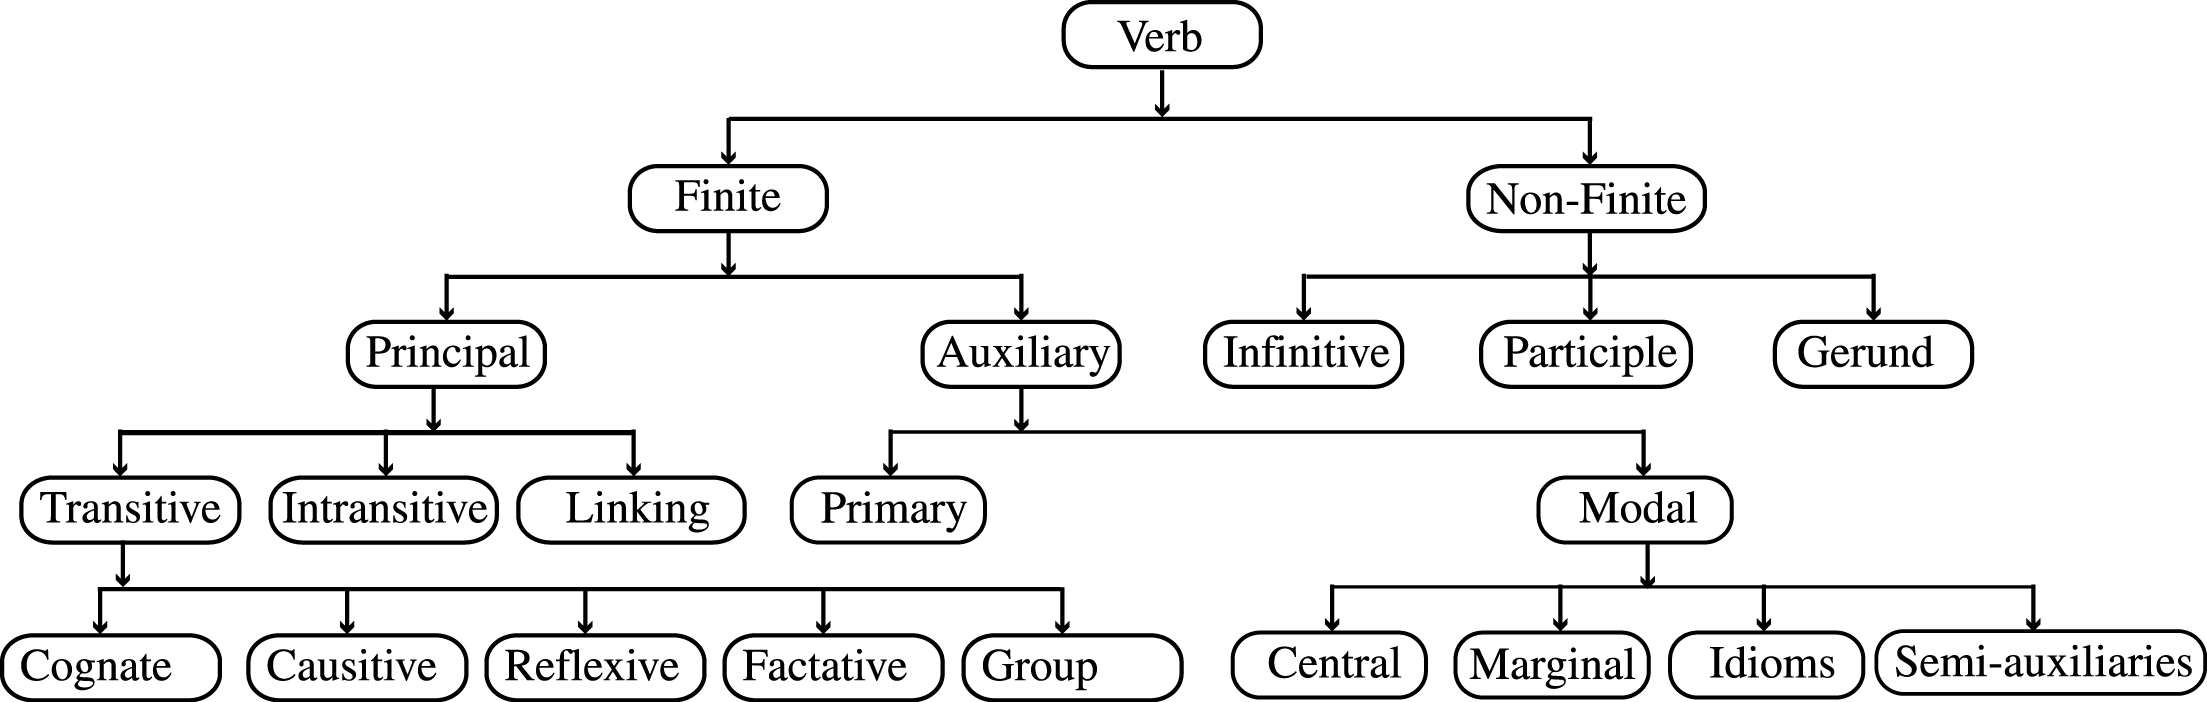 Verb
Finite
Non-Finite
Principal
Auxiliary
Infinitive
Participle
Gerund
Transitive
Intransitive
Linking
Primary
Modal
Cognate
Causitive
Reflexive
Factative
Group
Central
Marginal
Idioms
Semi-auxiliaries